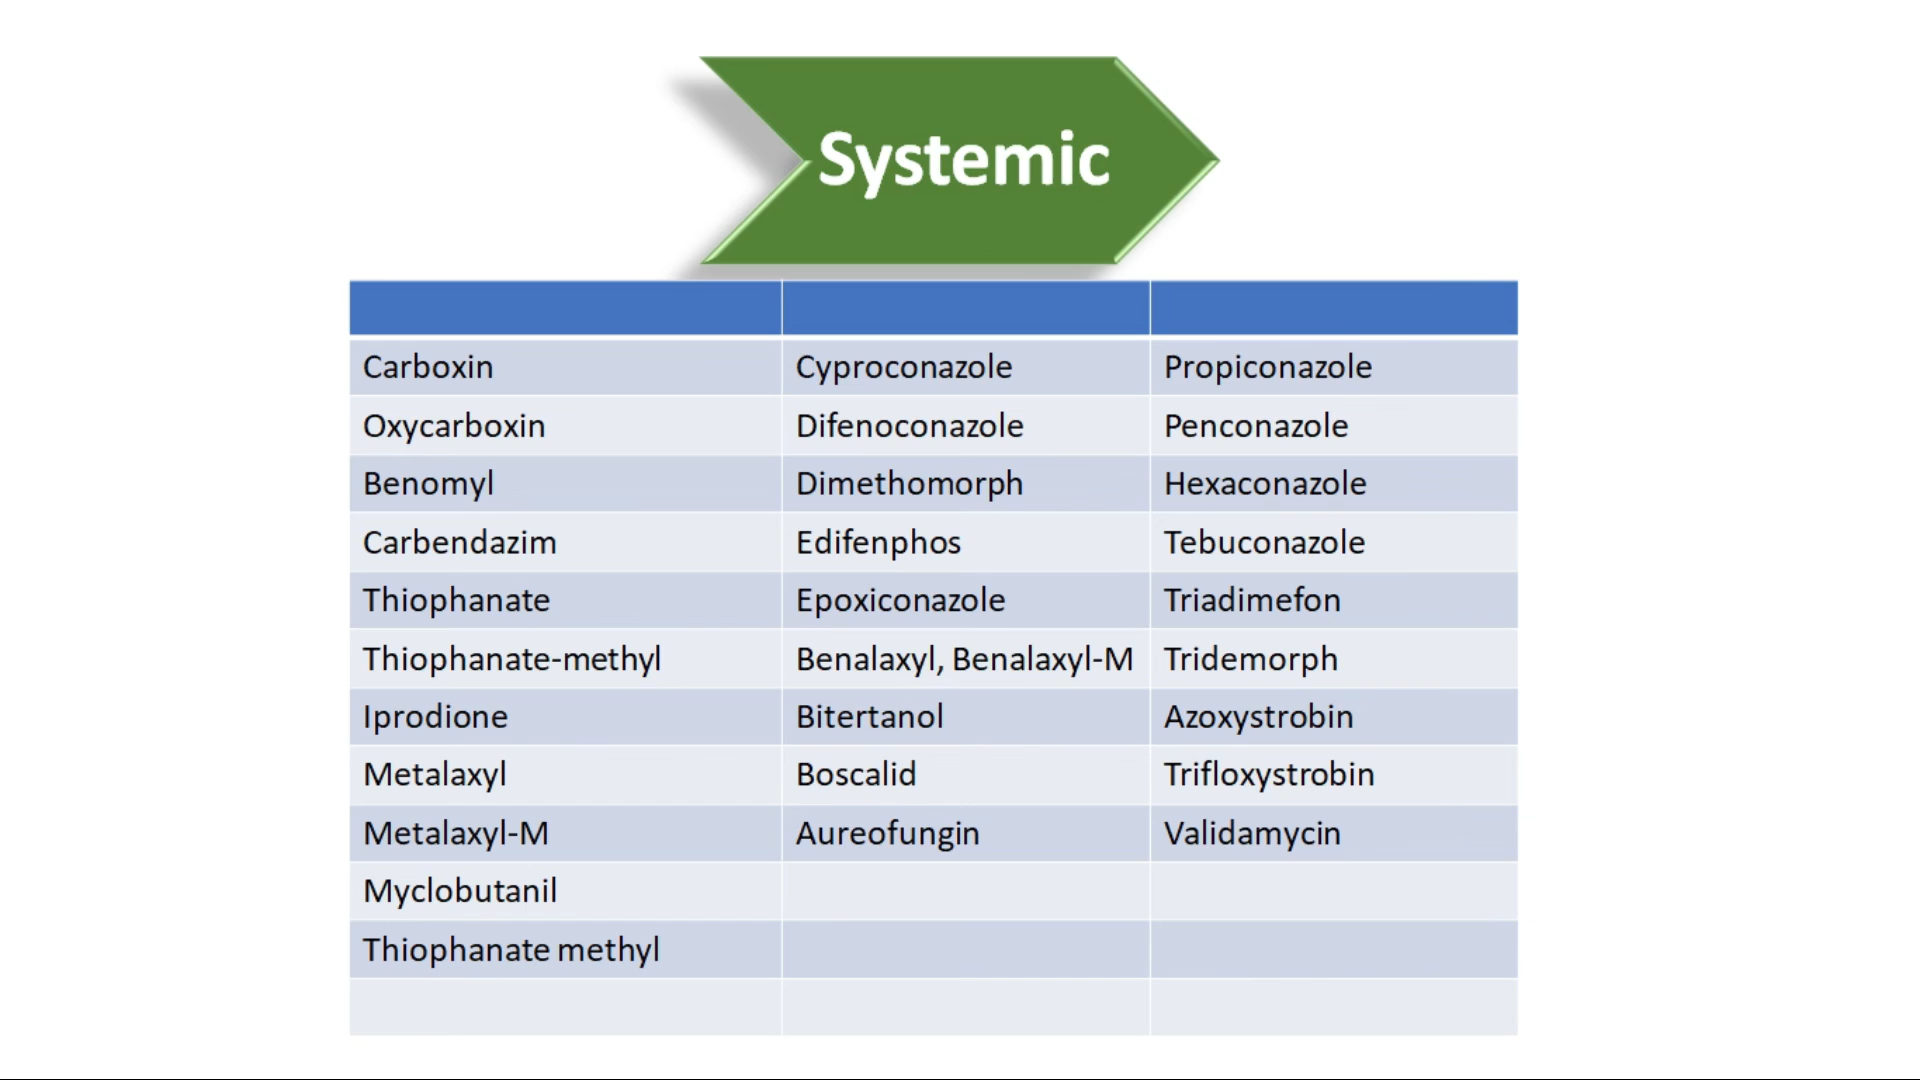 Systemic
Carboxin Cyproconazole Propiconazole
Oxycarboxin Difenoconazole Penconazole
Benomyl Dimethomorph Hexaconazole
Carbendazim Edifenphos Tebuconazole
Thiophanate Epoxiconazole Triadimefon
Thiophanate-methyl Benalaxyl, Benalaxyl-M Tridemorph
Iprodione Bitertanol Azoxystrobin
Metalaxyl Boscalid Trifloxystrobin
Metalaxyl-M Aureofungin Validamycin
Myclobutanil
Thiophanate methyl